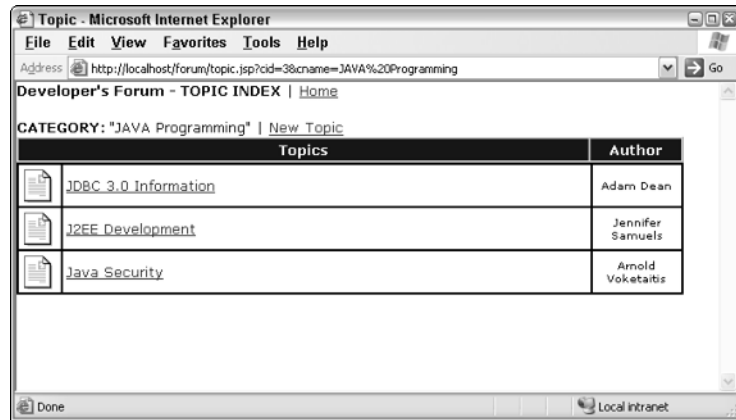 Topic - Microsoft Internet Explorer
File Edit View Favorites Tools Help
Address http://localhost/forum/topic.jsp?cid=3&cname=JAVA%20Programming Go
Developer's Forum - TOPIC INDEX | Home
CATEGORY: "JAVA Programming" | New Topic
Topics Author
JDBC 3.0 Information Adam Dean
J2EE Development Jennifer
Samuels
Java Security Arnold
Voketaitis
Done Local intranet